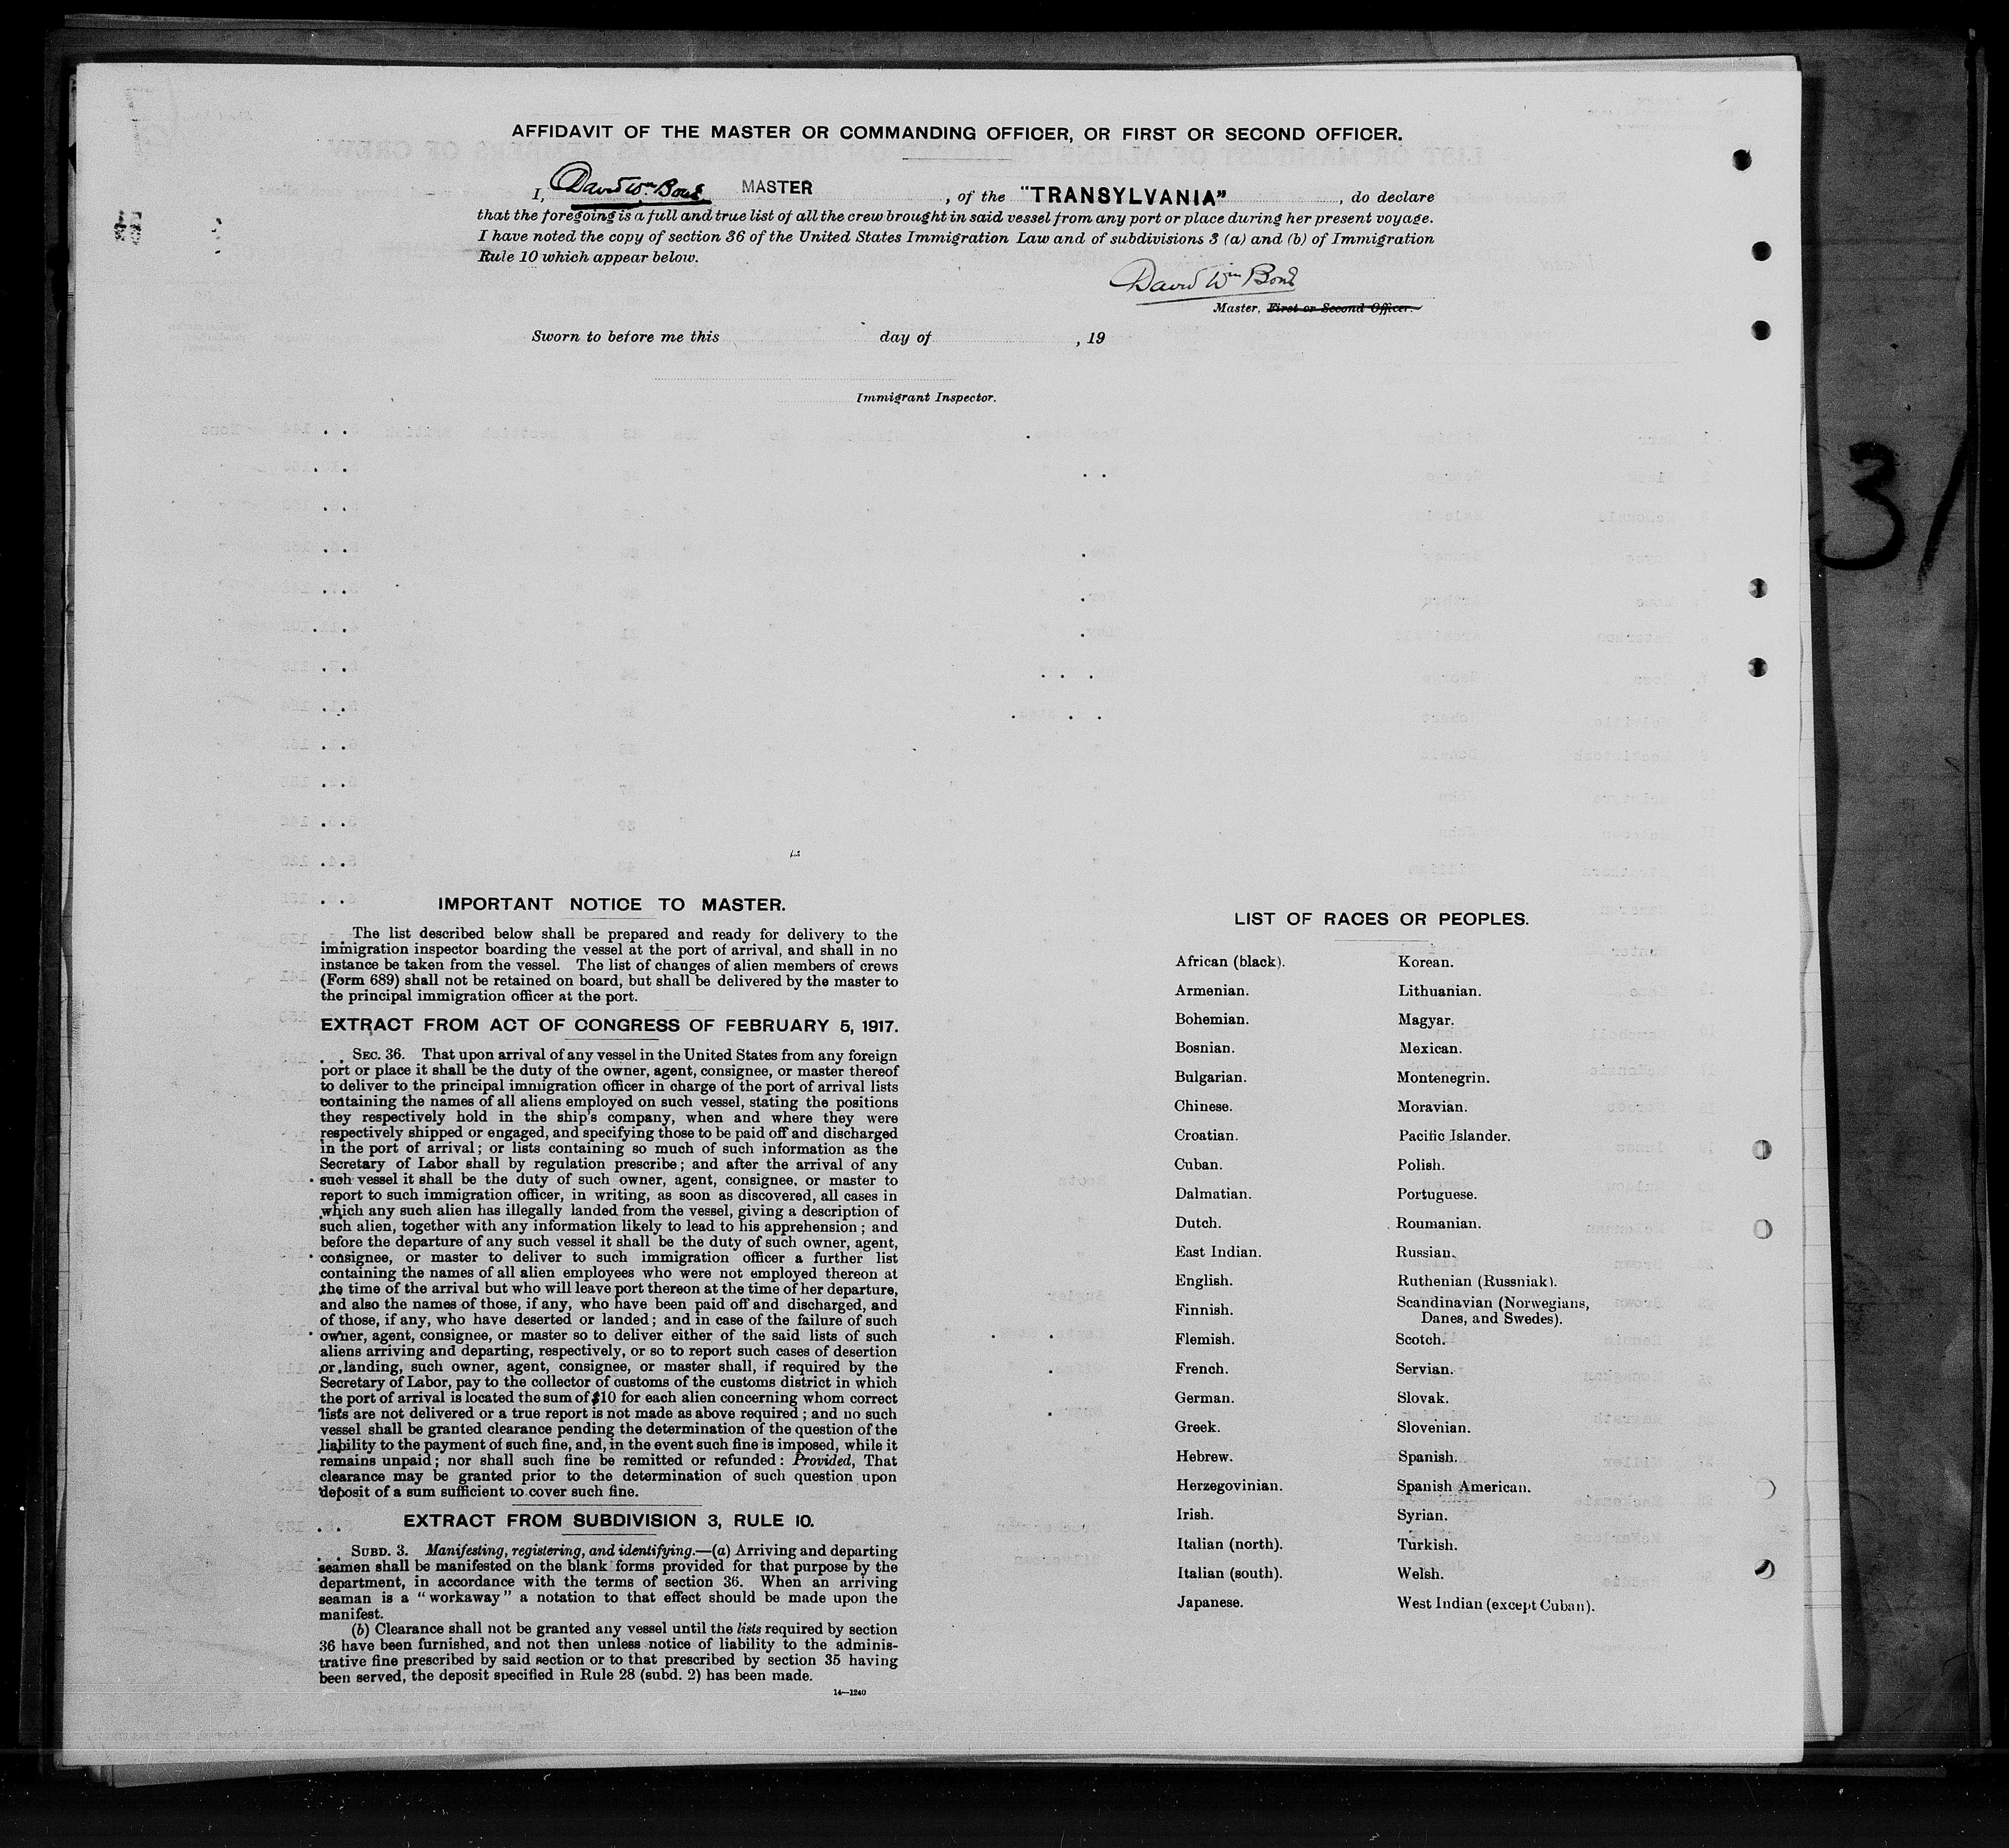 AFFIDAVIT OF THE MASTER OR COMMANDING OFFICER, OR FIRST OR SECOND OFFICER.
I, David Wm Bone MASTER, of the "TRANSYLVANIA", do declare
that the foregoing is a full and true list of all the crew brought in said vessel from any port or place during her present voyage.
I have noted the copy of section 36 of the United States Immigration Law and of subdivisions 3 (a) and (b) of Immigration
Rule 10 which appear below.
David Wm Bone
Master, First or Second Officer.
Sworn to before me this day of , 19
Immigrant Inspector.
31
IMPORTANT NOTICE TO MASTER.
The list described below shall be prepared and ready for delivery to the
immigration inspector boarding the vessel at the port of arrival, and shall in no
instance be taken from the vessel. The list of changes of alien members of crews
(Form 689) shall not be retained on board, but shall be delivered by the master to
the principal immigration officer at the port.
EXTRACT FROM ACT OF CONGRESS OF FEBRUARY 5, 1917.
SEC. 36. That upon arrival of any vessel in the United States from any foreign
port or place it shall be the duty of the owner, agent, consignee, or master thereof
to deliver to the principal immigration officer in charge of the port of arrival lists
containing the names of all aliens employed on such vessel, stating the positions
they respectively hold in the ship's company, when and where they were
respectively shipped or engaged, and specifying those to be paid off and discharged
in the port of arrival; or lists containing so much of such information as the
Secretary of Labor shall by regulation prescribe; and after the arrival of any
such vessel it shall be the duty of such owner, agent, consignee, or master to
report to such immigration officer, in writing, as soon as discovered, all cases in
which any such alien has illegally landed from the vessel, giving a description of
such alien, together with any information likely to lead to his apprehension; and
before the departure of any such vessel it shall be the duty of such owner, agent,
consignee, or master to deliver to such immigration officer a further list
containing the names of all alien employees who were not employed thereon at
the time of the arrival but who will leave port thereon at the time of her departure,
and also the names of those, if any, who have been paid off and discharged, and
of those, if any, who have deserted or landed; and in case of the failure of such
owner, agent, consignee, or master so to deliver either of the said lists of such
aliens arriving and departing, respectively, or so to report such cases of desertion
or landing, such owner, agent, consignee, or master shall, if required by the
Secretary of Labor, pay to the collector of customs of the customs district in which
the port of arrival is located the sum of $10 for each alien concerning whom correct
lists are not delivered or a true report is not made as above required; and no such
vessel shall be granted clearance pending the determination of the question of the
liability to the payment of such fine, and, in the event such fine is imposed, while it
remains unpaid; nor shall such fine be remitted or refunded: Provided, That
clearance may be granted prior to the determination of such question upon
deposit of a sum sufficient to cover such fine.
EXTRACT FROM SUBDIVISION 3, RULE 10.
SUBD. 3. Manifesting, registering, and identifying.—(a) Arriving and departing
seamen shall be manifested on the blank forms provided for that purpose by the
department, in accordance with the terms of section 36. When an arriving
seaman is a "workaway" a notation to that effect should be made upon the
manifest.
(b) Clearance shall not be granted any vessel until the lists required by section
36 have been furnished, and not then unless notice of liability to the adminis-
trative fine prescribed by said section or to that prescribed by section 35 having
been served, the deposit specified in Rule 28 (subd. 2) has been made.
14—1240
LIST OF RACES OR PEOPLES.
African (black).
Armenian.
Bohemian.
Bosnian.
Bulgarian.
Chinese.
Croatian.
Cuban.
Dalmatian.
Dutch.
East Indian.
English.
Finnish.
Flemish.
French.
German.
Greek.
Hebrew.
Herzegovinian.
Irish.
Italian (north).
Italian (south).
Japanese.
Korean.
Lithuanian.
Magyar.
Mexican.
Montenegrin.
Moravian.
Pacific Islander.
Polish.
Portuguese.
Roumanian.
Russian.
Ruthenian (Russniak).
Scandinavian (Norwegians,
Danes, and Swedes).
Scotch.
Servian.
Slovak.
Slovenian.
Spanish.
Spanish American.
Syrian.
Turkish.
Welsh.
West Indian (except Cuban).